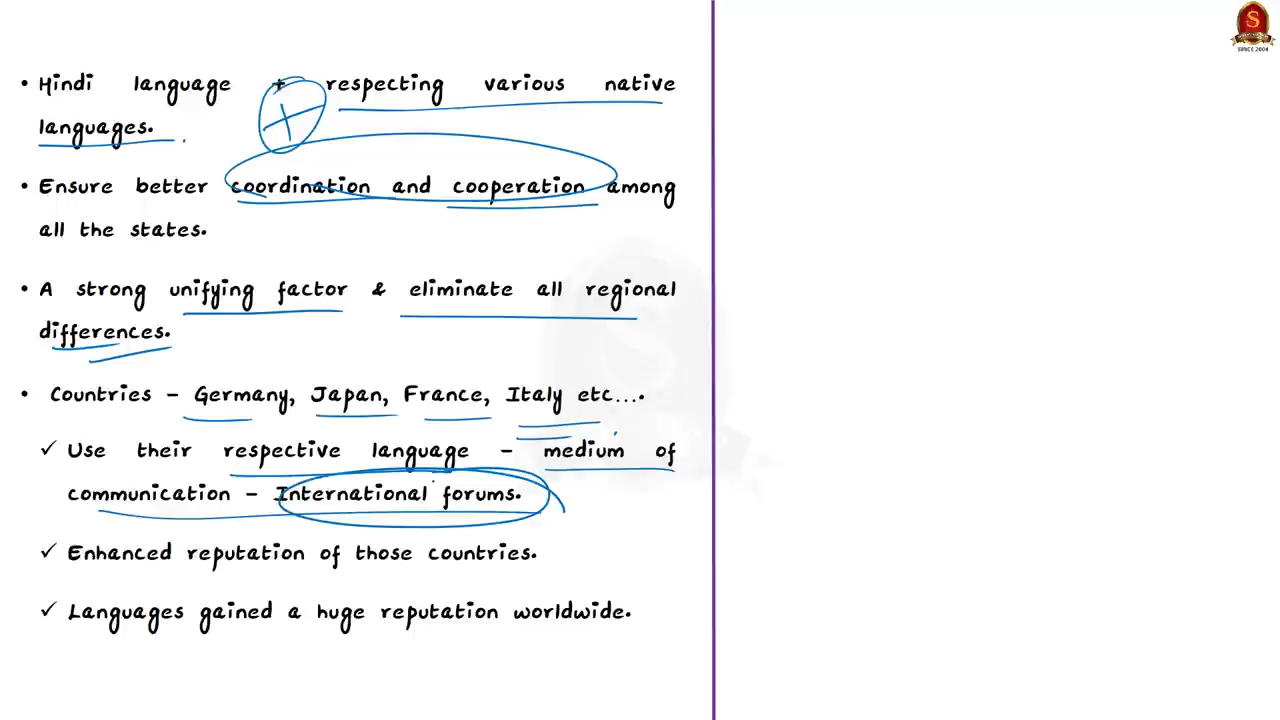 • Hindi language + respecting various native
languages.
• Ensure better coordination and cooperation among
all the states.
• A strong unifying factor & eliminate all regional
differences.
• Countries - Germany, Japan, France, Italy etc....
✓ Use their respective language - medium of
communication - International forums.
✓ Enhanced reputation of those countries.
✓ Languages gained a huge reputation worldwide.
S
SINCE 2004